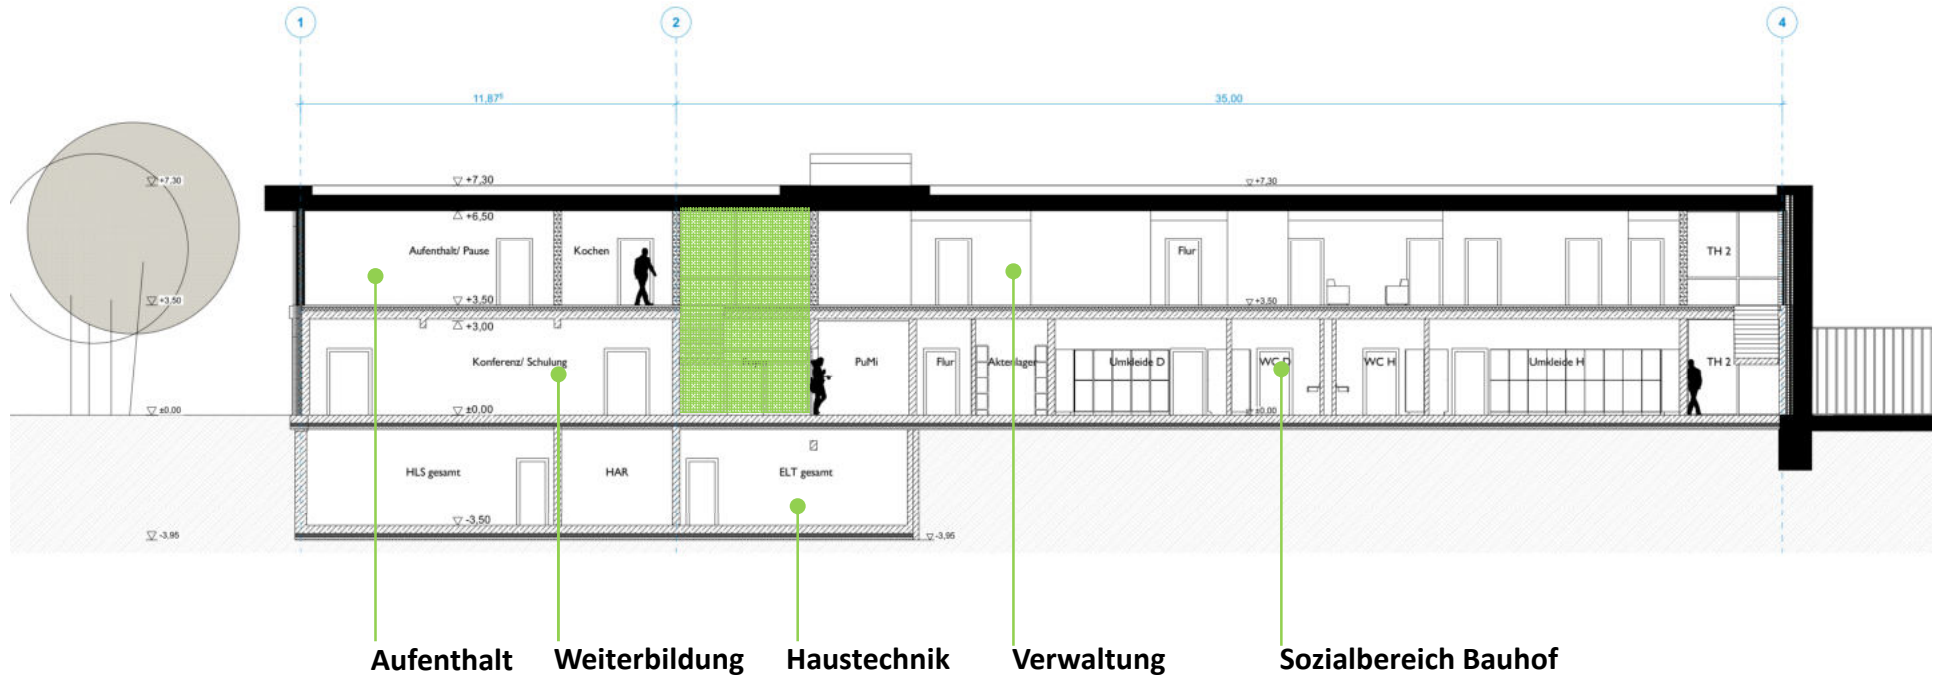 1 2 4
11,87⁵ 35,00
+7,30 +7,30 +7,30
+6,50
Aufenthalt/ Pause Kochen Flur TH 2
+3,50 +3,50 +3,50
+3,00
Konferenz/ Schulung PuMi Flur Aktenlager Umkleide D WC D WC H Umkleide H TH 2
±0,00 ±0,00 ±0,00
HLS gesamt HAR ELT gesamt
-3,50
-3,95 -3,95
Aufenthalt Weiterbildung Haustechnik Verwaltung Sozialbereich Bauhof